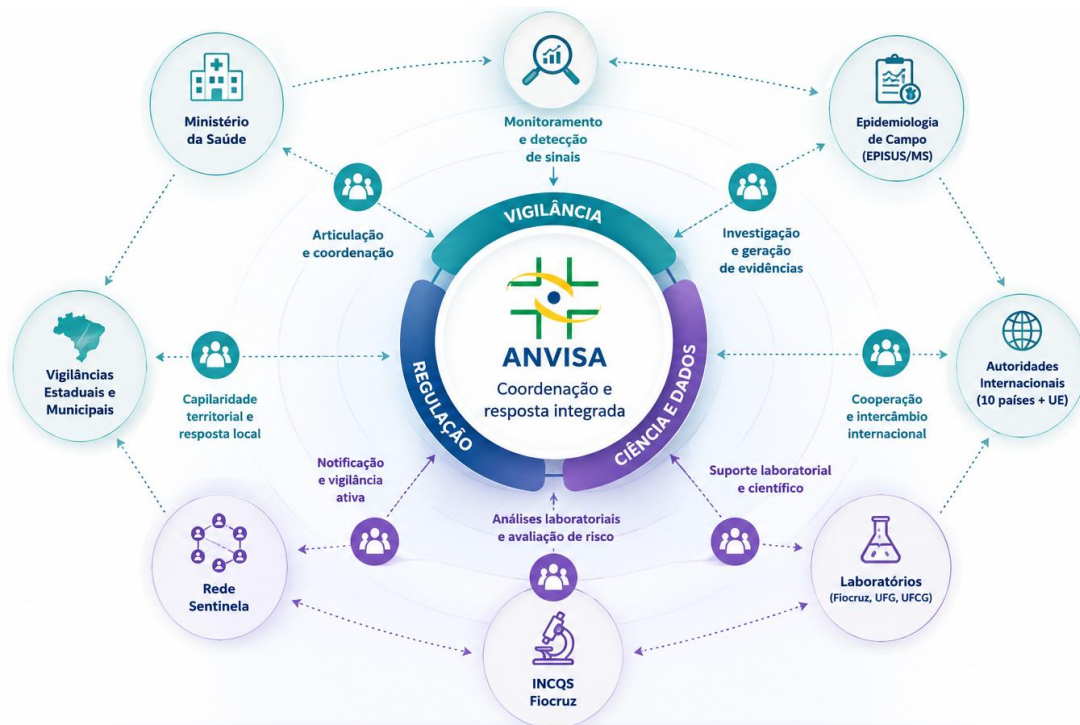 Ministério
da Saúde
Monitoramento
e detecção
de sinais
Epidemiologia
de Campo
(EPISUS/MS)
Articulação
e coordenação
VIGILÂNCIA
Investigação
e geração
de evidências
ANVISA
Coordenação e
resposta integrada
REGULAÇÃO
CIÊNCIA E DADOS
Vigilâncias
Estaduais e
Municipais
Capilaridade
territorial e
resposta local
Cooperação
e intercâmbio
internacional
Autoridades
Internacionais
(10 países + UE)
Notificação
e vigilância
ativa
Análises laboratoriais
e avaliação de risco
Suporte laboratorial
e científico
Rede
Sentinela
INCQS
Fiocruz
Laboratórios
(Fiocruz, UFG, UFCG)